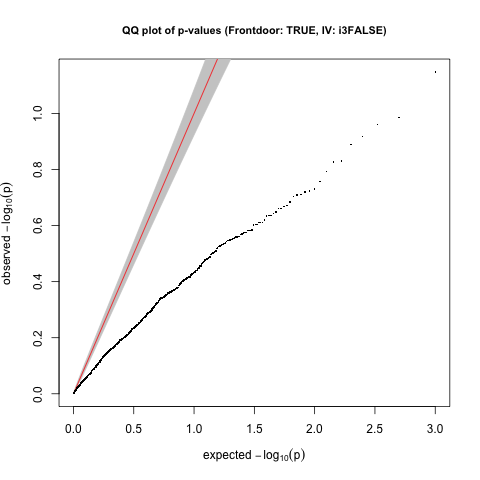 QQ plot of p-values (Frontdoor: TRUE, IV: i3FALSE)
observed −log₁₀(p)
1.0
0.8
0.6
0.4
0.2
0.0
0.0 0.5 1.0 1.5 2.0 2.5 3.0
expected −log₁₀(p)